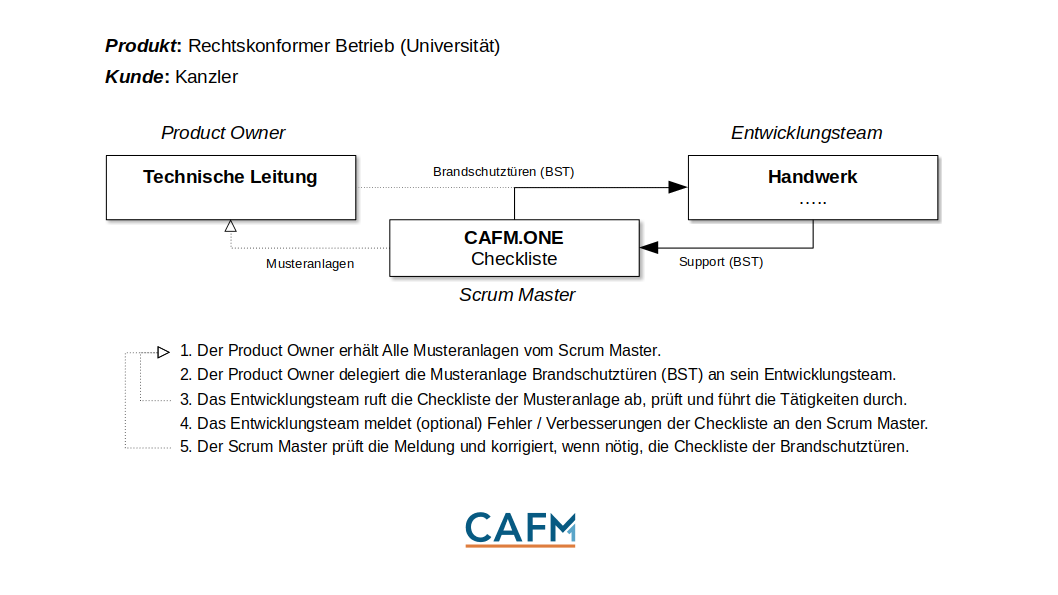 Produkt: Rechtskonformer Betrieb (Universität)
Kunde: Kanzler
Product Owner
Entwicklungsteam
Technische Leitung
Brandschutztüren (BST)
Handwerk
.....
CAFM.ONE
Checkliste
Musteranlagen
Support (BST)
Scrum Master
1. Der Product Owner erhält Alle Musteranlagen vom Scrum Master.
2. Der Product Owner delegiert die Musteranlage Brandschutztüren (BST) an sein Entwicklungsteam.
3. Das Entwicklungsteam ruft die Checkliste der Musteranlage ab, prüft und führt die Tätigkeiten durch.
4. Das Entwicklungsteam meldet (optional) Fehler / Verbesserungen der Checkliste an den Scrum Master.
5. Der Scrum Master prüft die Meldung und korrigiert, wenn nötig, die Checkliste der Brandschutztüren.
CAFM1